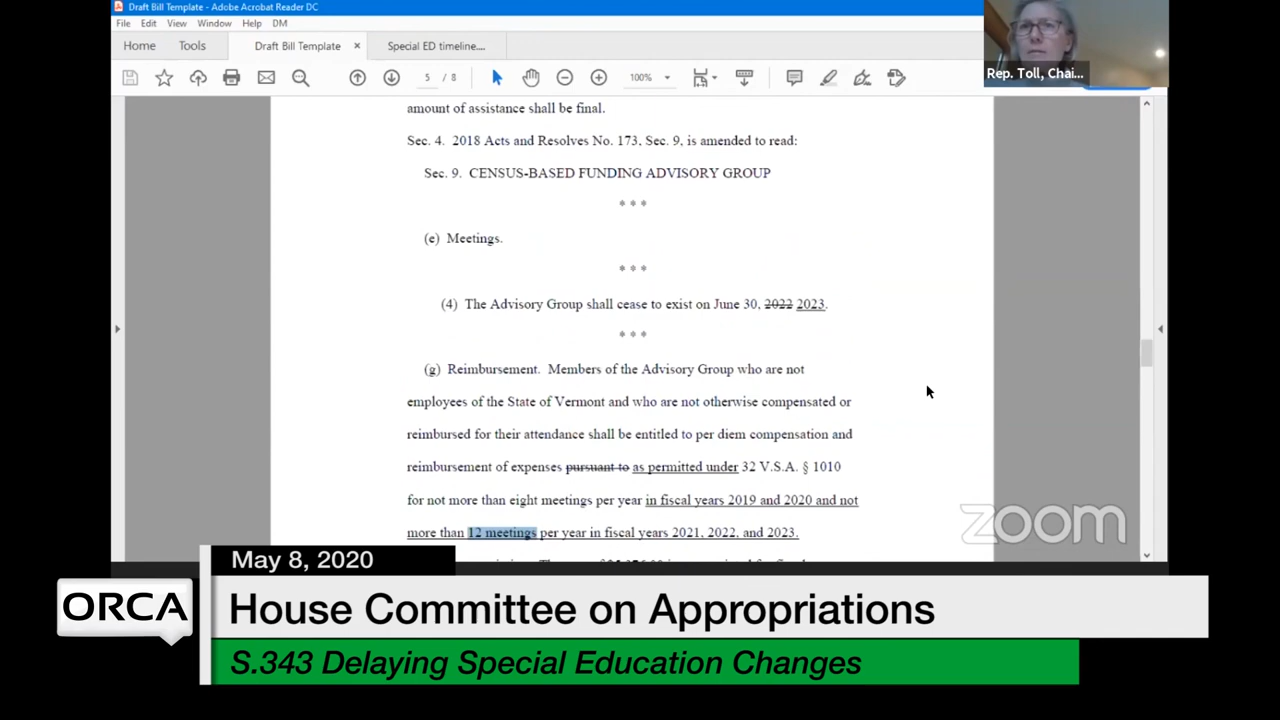 Draft Bill Template - Adobe Acrobat Reader DC
File Edit View Window Help DM
Home Tools Draft Bill Template × Special ED timeline....
5 / 8 100%
Rep. Toll, Chai...
amount of assistance shall be final.
Sec. 4. 2018 Acts and Resolves No. 173, Sec. 9, is amended to read:
Sec. 9. CENSUS-BASED FUNDING ADVISORY GROUP
* * *
(e) Meetings.
* * *
(4) The Advisory Group shall cease to exist on June 30, 2022 2023.
* * *
(g) Reimbursement. Members of the Advisory Group who are not
employees of the State of Vermont and who are not otherwise compensated or
reimbursed for their attendance shall be entitled to per diem compensation and
reimbursement of expenses pursuant to as permitted under 32 V.S.A. § 1010
for not more than eight meetings per year in fiscal years 2019 and 2020 and not
more than 12 meetings per year in fiscal years 2021, 2022, and 2023.
zoom
May 8, 2020
ORCA
House Committee on Appropriations
S.343 Delaying Special Education Changes